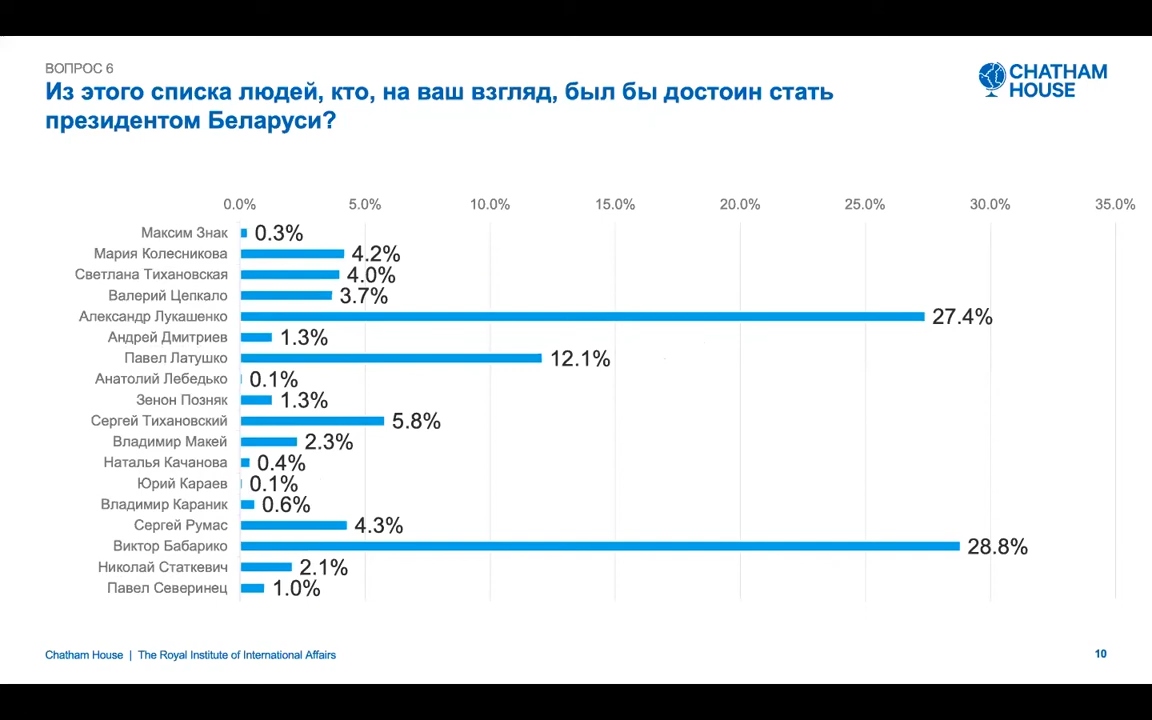 ВОПРОС 6
Из этого списка людей, кто, на ваш взгляд, был бы достоин стать
президентом Беларуси?
CHATHAM
HOUSE
0.0% 5.0% 10.0% 15.0% 20.0% 25.0% 30.0% 35.0%
Максим Знак 0.3%
Мария Колесникова 4.2%
Светлана Тихановская 4.0%
Валерий Цепкало 3.7%
Александр Лукашенко 27.4%
Андрей Дмитриев 1.3%
Павел Латушко 12.1%
Анатолий Лебедько 0.1%
Зенон Позняк 1.3%
Сергей Тихановский 5.8%
Владимир Макей 2.3%
Наталья Качанова 0.4%
Юрий Караев 0.1%
Владимир Караник 0.6%
Сергей Румас 4.3%
Виктор Бабарико 28.8%
Николай Статкевич 2.1%
Павел Северинец 1.0%
Chatham House | The Royal Institute of International Affairs
10